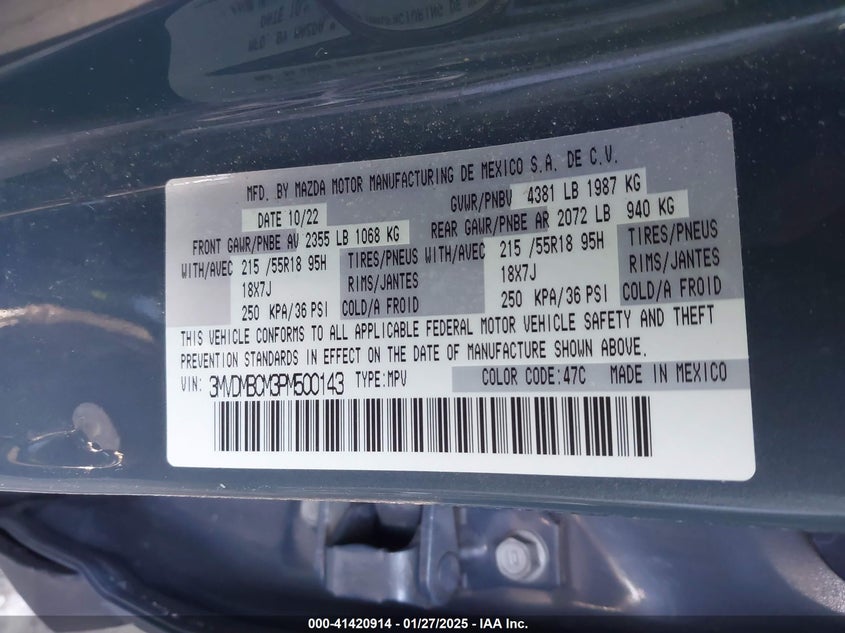 MFD. BY MAZDA MOTOR MANUFACTURING DE MEXICO S.A. DE C.V.
DATE 10/22 GVWR/PNBV 4381 LB 1987 KG
FRONT GAWR/PNBE AV 2355 LB 1068 KG REAR GAWR/PNBE AR 2072 LB 940 KG
WITH/AVEC 215 /55R18 95H TIRES/PNEUS WITH/AVEC 215 /55R18 95H TIRES/PNEUS
18X7J RIMS/JANTES 18X7J RIMS/JANTES
250 KPA/36 PSI COLD/A FROID 250 KPA/36 PSI COLD/A FROID
THIS VEHICLE CONFORMS TO ALL APPLICABLE FEDERAL MOTOR VEHICLE SAFETY AND THEFT
PREVENTION STANDARDS IN EFFECT ON THE DATE OF MANUFACTURE SHOWN ABOVE.
VIN: 3MVDMBCM3PM500143 TYPE:MPV COLOR CODE:47C MADE IN MEXICO
000-41420914 - 01/27/2025 - IAA Inc.